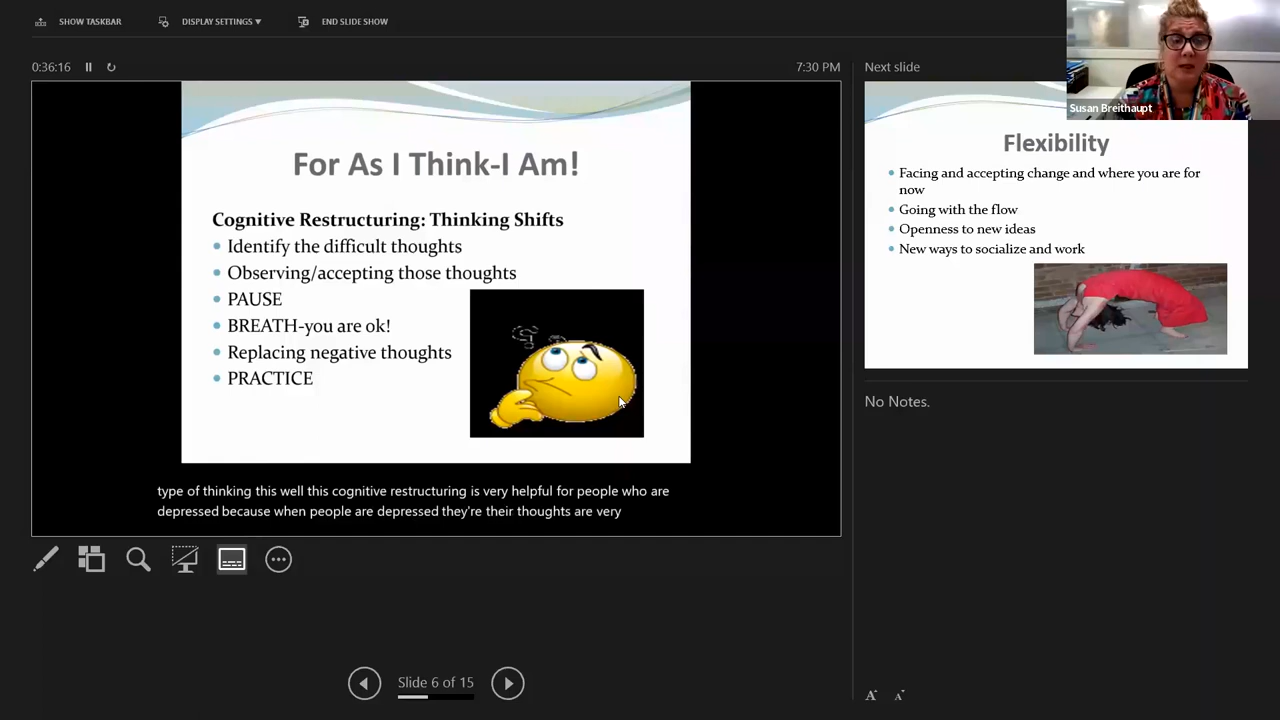 SHOW TASKBAR
DISPLAY SETTINGS ▼
END SLIDE SHOW
0:36:16
7:30 PM
For As I Think-I Am!
Cognitive Restructuring: Thinking Shifts
• Identify the difficult thoughts
• Observing/accepting those thoughts
• PAUSE
• BREATH-you are ok!
• Replacing negative thoughts
• PRACTICE
type of thinking this well this cognitive restructuring is very helpful for people who are
depressed because when people are depressed they're their thoughts are very
Slide 6 of 15
Next slide
Susan Breithaupt
Flexibility
• Facing and accepting change and where you are for
now
• Going with the flow
• Openness to new ideas
• New ways to socialize and work
No Notes.
A A